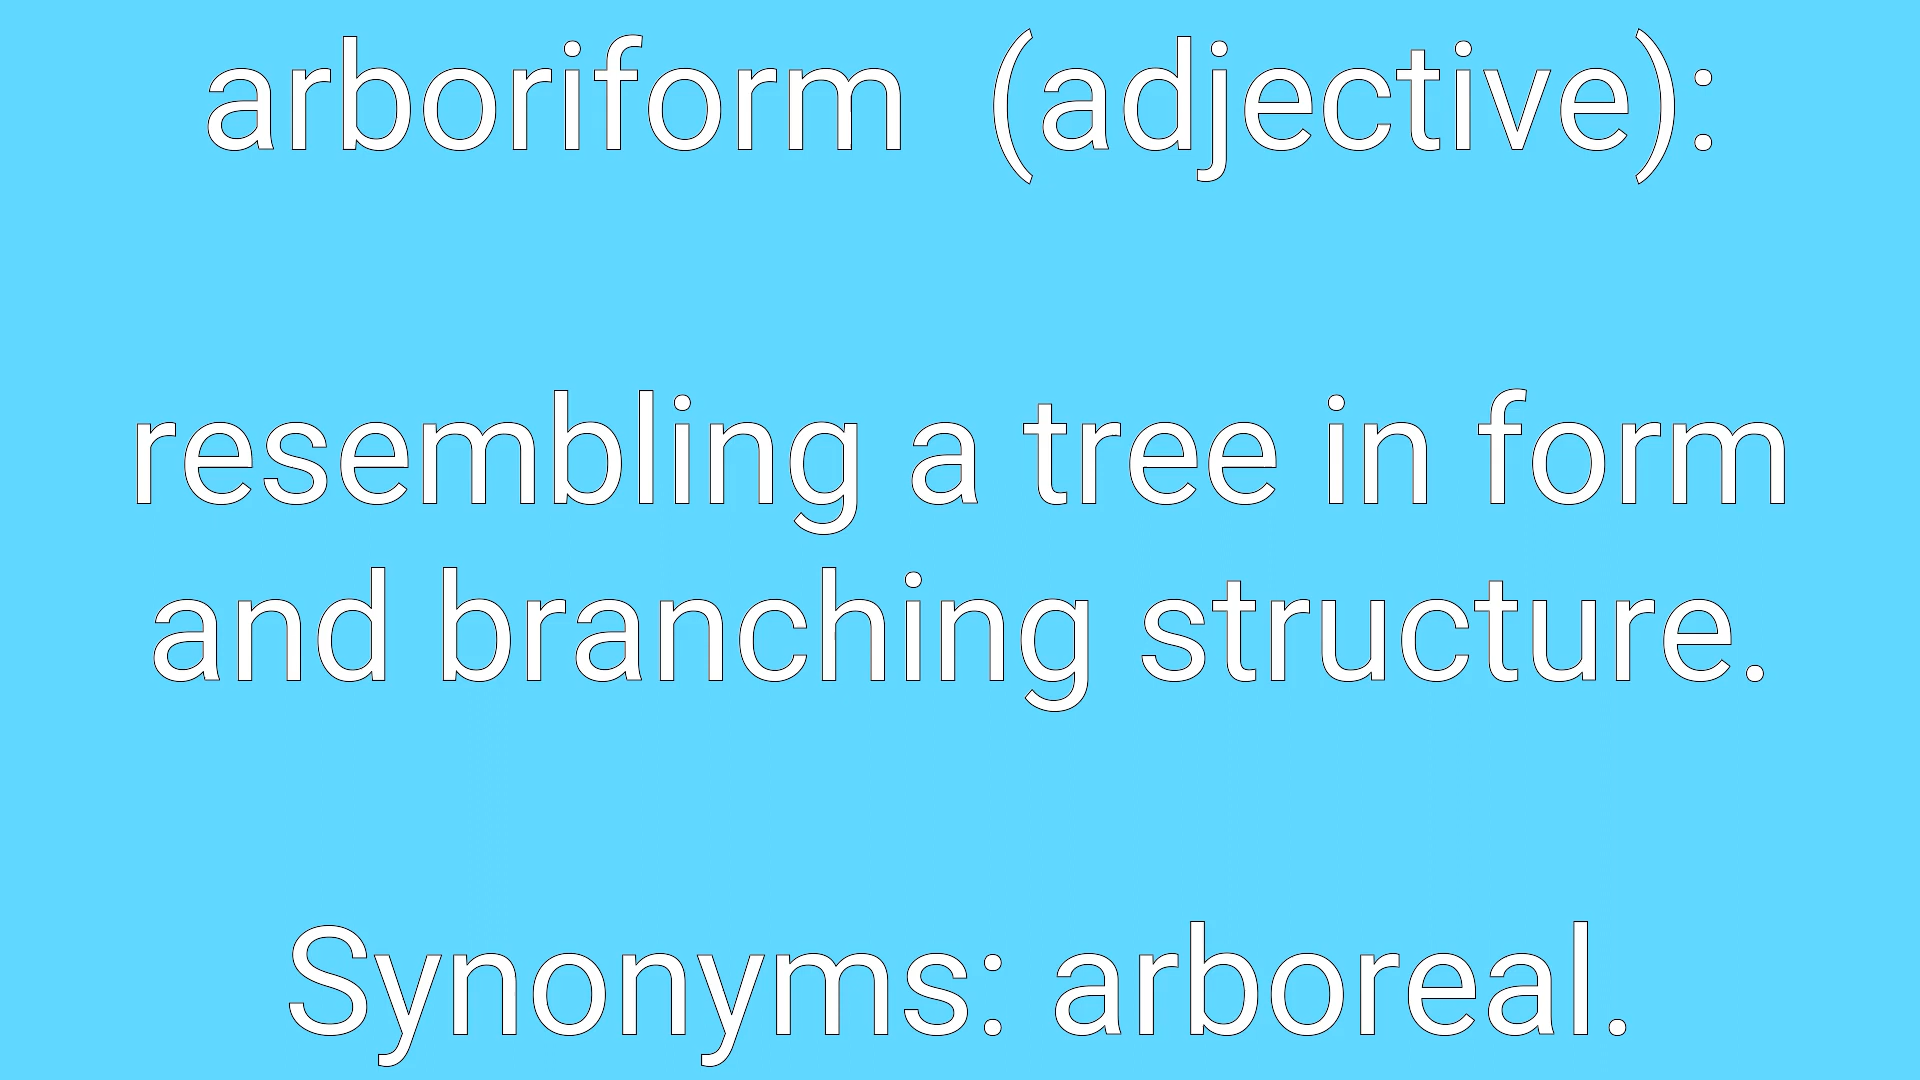 arboriform  (adjective):
resembling a tree in form
and branching structure.
Synonyms: arboreal.